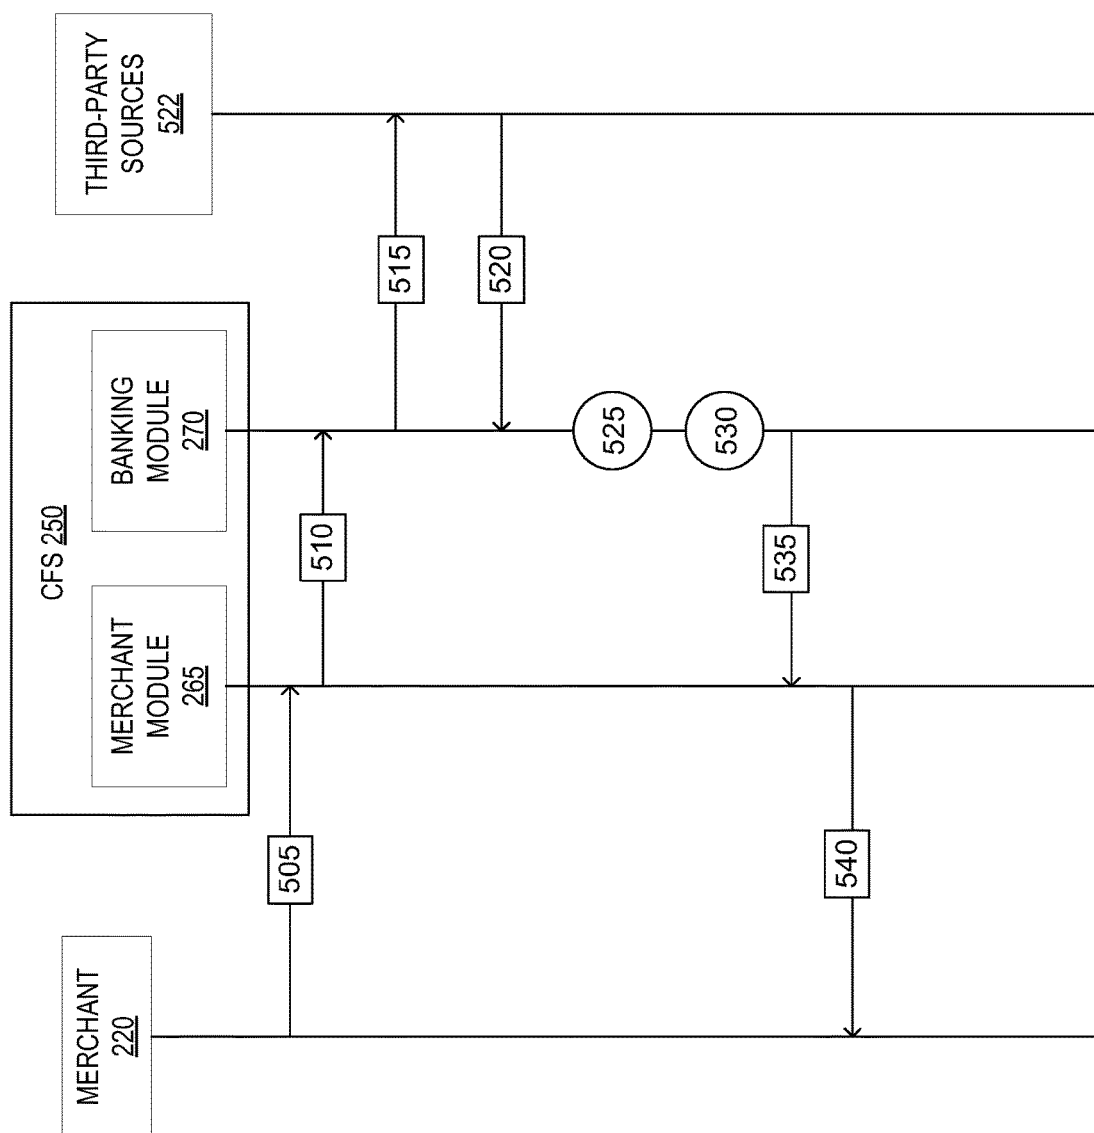 MERCHANT
220
CFS 250
MERCHANT
MODULE
265
BANKING
MODULE
270
THIRD-PARTY
SOURCES
522
505
510
515
520
525
530
535
540